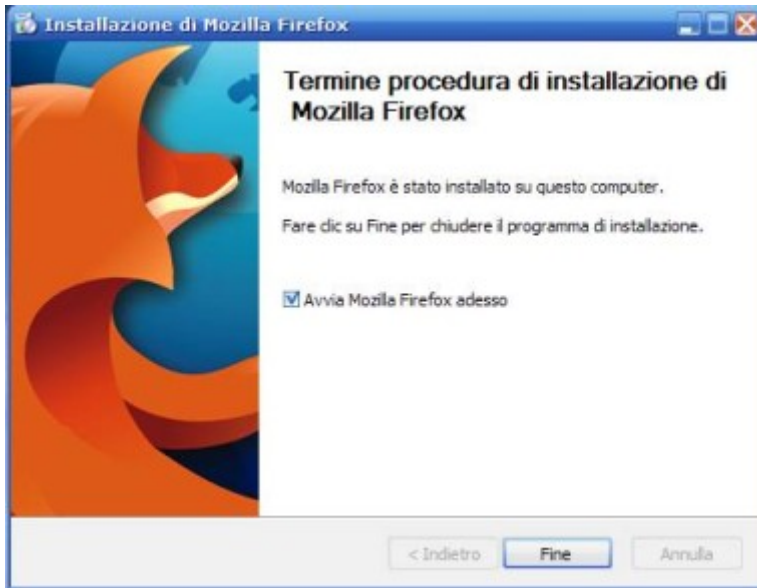 Installazione di Mozilla Firefox
Termine procedura di installazione di
Mozilla Firefox
Mozilla Firefox è stato installato su questo computer.
Fare clic su Fine per chiudere il programma di installazione.
Avvia Mozilla Firefox adesso
< Indietro
Fine
Annulla